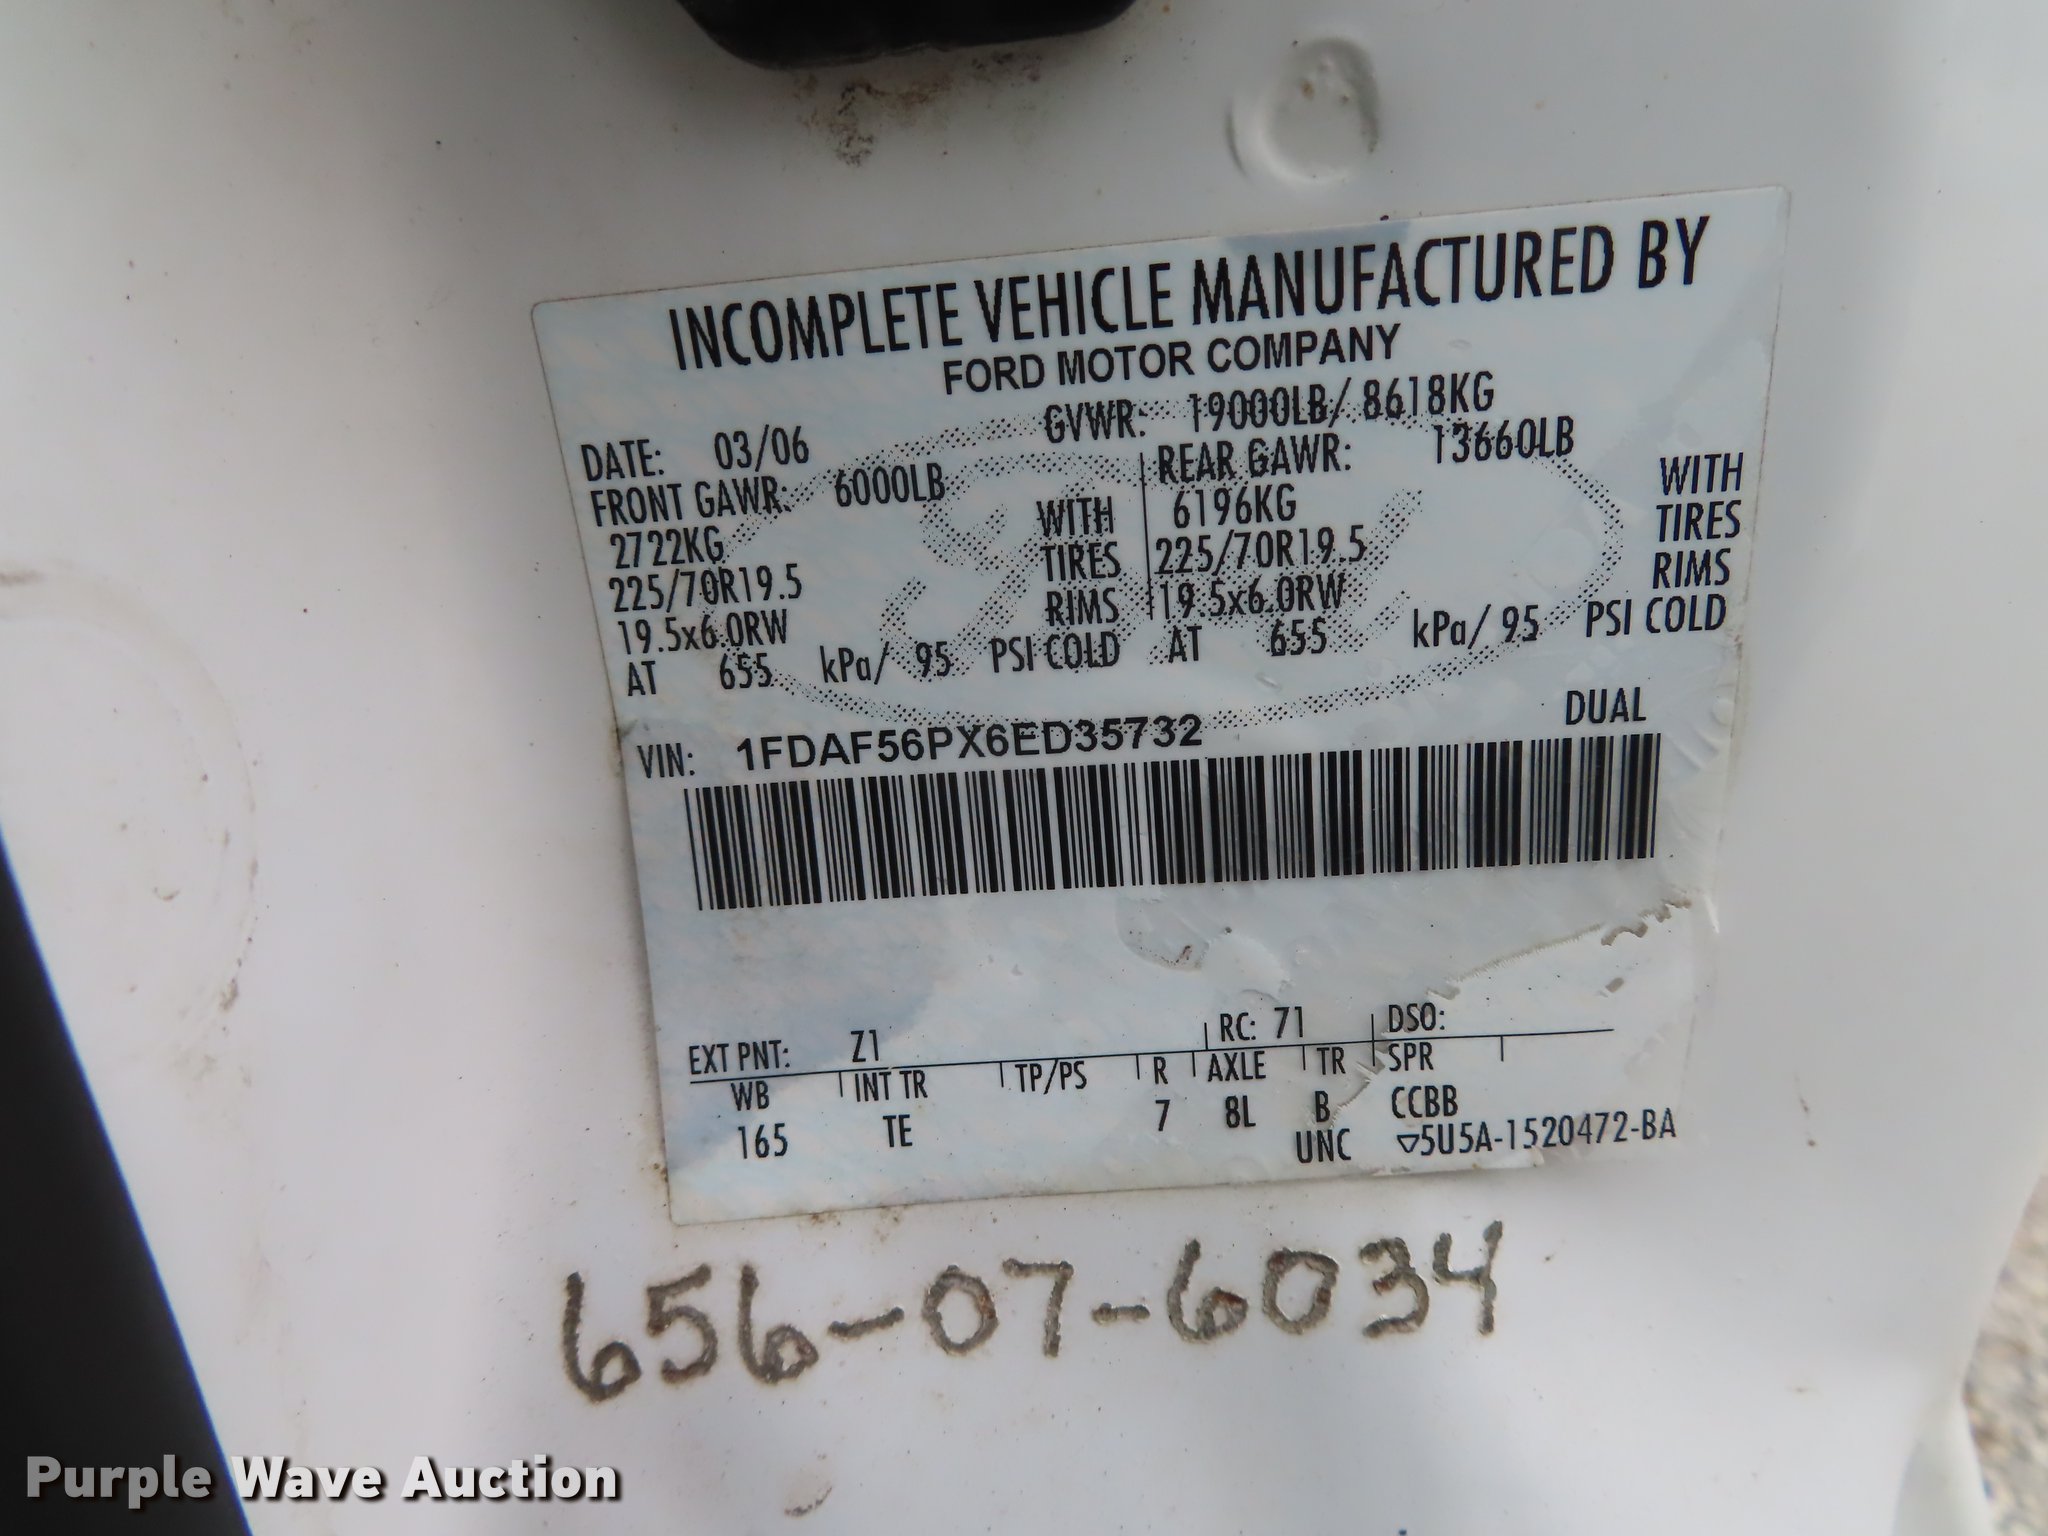 INCOMPLETE VEHICLE MANUFACTURED BY
FORD MOTOR COMPANY
DATE: 03/06 GVWR: 19000LB/ 8618KG
FRONT GAWR: 6000LB REAR GAWR: 13660LB
2722KG WITH 6196KG WITH
225/70R19.5 TIRES 225/70R19.5 TIRES
19.5x6.0RW RIMS 19.5x6.0RW RIMS
AT 655 kPa/ 95 PSI COLD AT 655 kPa/ 95 PSI COLD
VIN: 1FDAF56PX6ED35732 DUAL
EXT PNT: Z1 RC: 71 DSO:
WB INT TR TP/PS R AXLE TR SPR
165 TE 7 8L B CCBB
UNC 5U5A-1520472-BA
656-07-6034
Purple Wave Auction